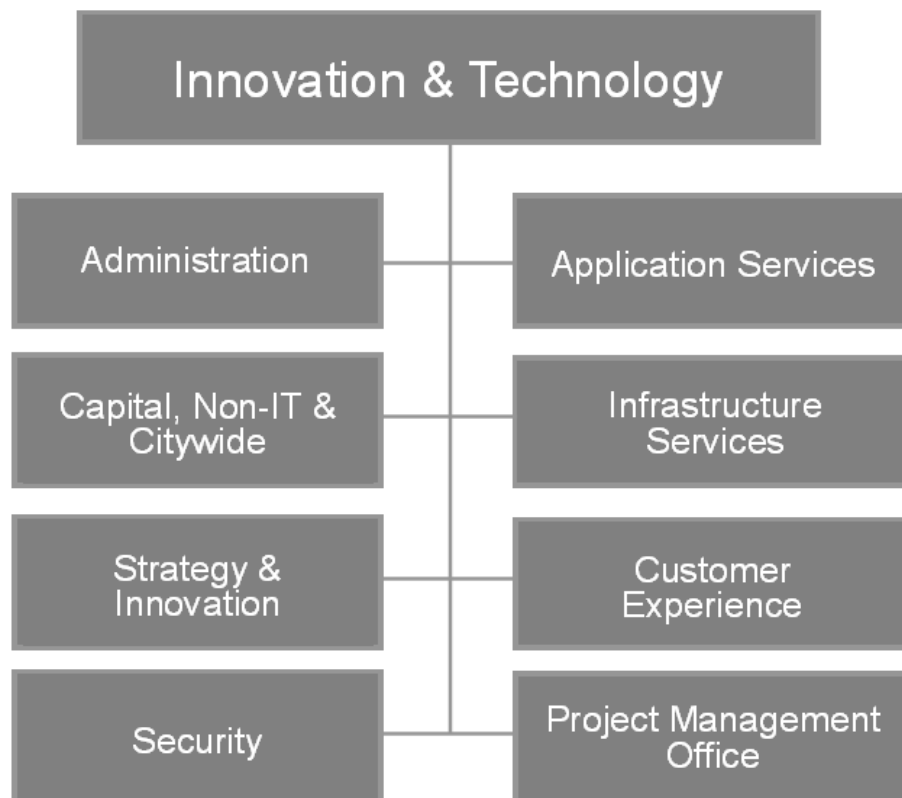 Innovation & Technology
Administration
Application Services
Capital, Non-IT &
Citywide
Infrastructure
Services
Strategy &
Innovation
Customer
Experience
Security
Project Management
Office